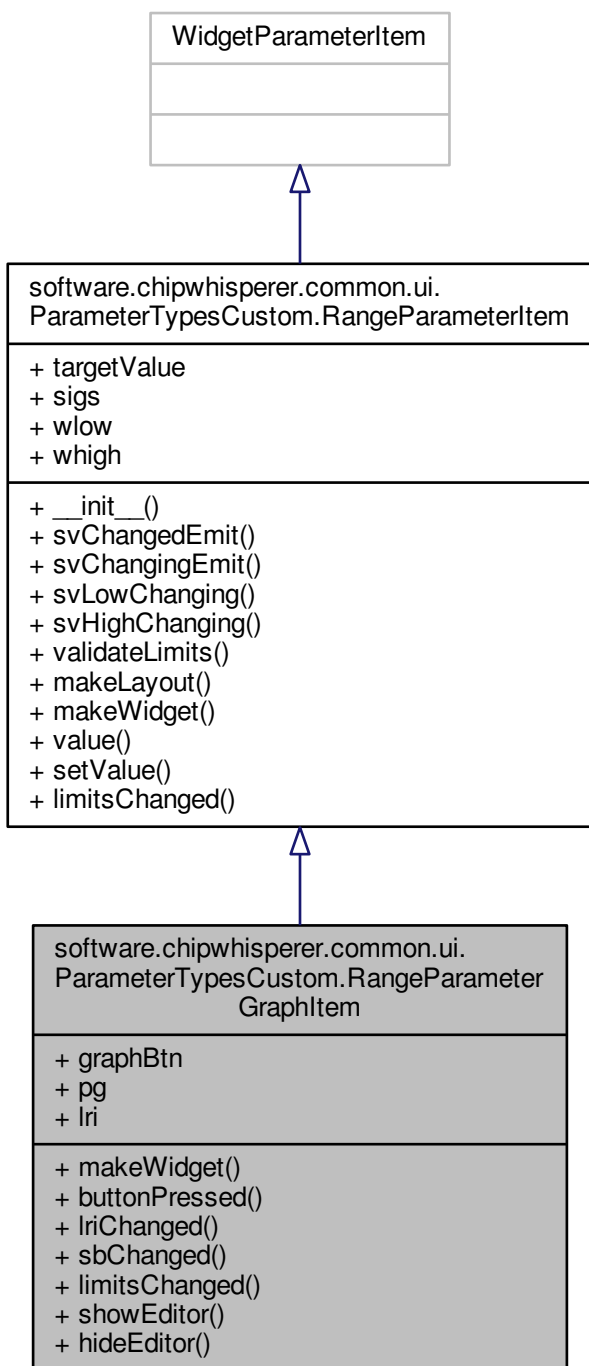 WidgetParameterItem
software.chipwhisperer.common.ui.
ParameterTypesCustom.RangeParameterItem
+ targetValue
+ sigs
+ wlow
+ whigh
+ __init__()
+ svChangedEmit()
+ svChangingEmit()
+ svLowChanging()
+ svHighChanging()
+ validateLimits()
+ makeLayout()
+ makeWidget()
+ value()
+ setValue()
+ limitsChanged()
software.chipwhisperer.common.ui.
ParameterTypesCustom.RangeParameter
GraphItem
+ graphBtn
+ pg
+ lri
+ makeWidget()
+ buttonPressed()
+ lriChanged()
+ sbChanged()
+ limitsChanged()
+ showEditor()
+ hideEditor()